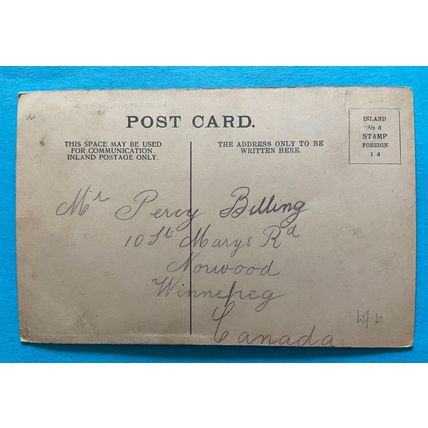 POST CARD.
THIS SPACE MAY BE USED
FOR COMMUNICATION.
INLAND POSTAGE ONLY.
THE ADDRESS ONLY TO BE
WRITTEN HERE.
INLAND
½ d
STAMP
FOREIGN
1 d
Mr Percy Billing
10 St Marys Rd
Norwood
Winnepeg
Canada